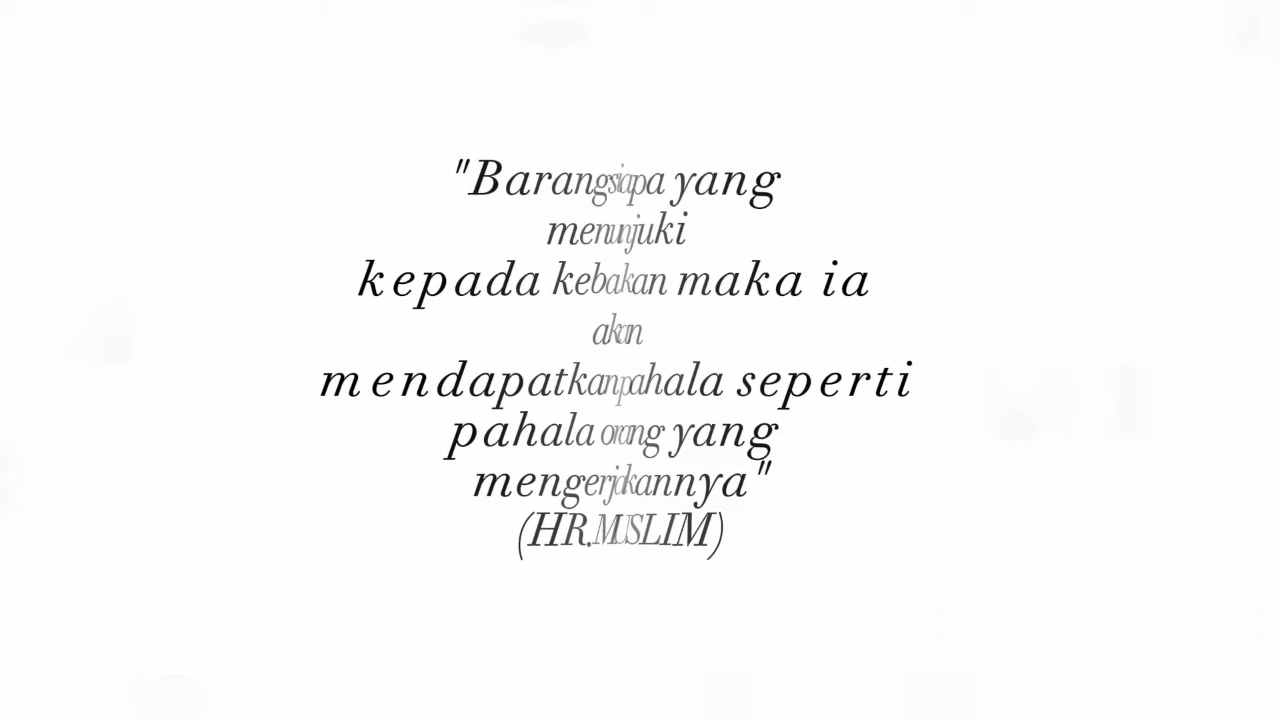 "Barangsiapa yang
menunjuki
kepada kebakan maka ia
akan
mendapatkan pahala seperti
pahala orang yang
mengerjakannya"
(HR.MUSLIM)